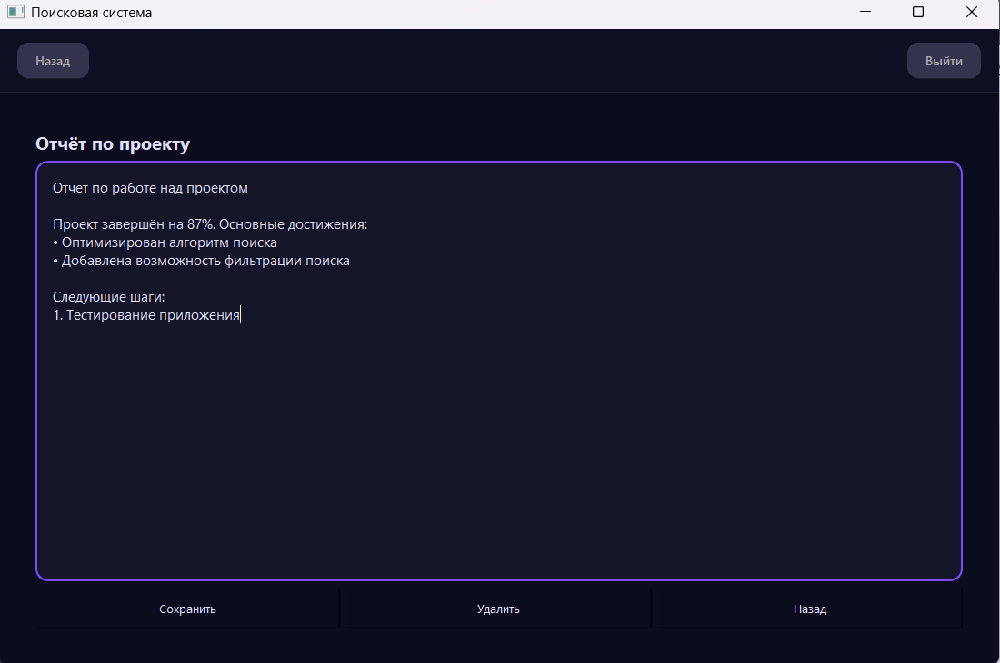 Поисковая система
Назад
Выйти
Отчёт по проекту
Отчет по работе над проектом
Проект завершён на 87%. Основные достижения:
• Оптимизирован алгоритм поиска
• Добавлена возможность фильтрации поиска
Следующие шаги:
1. Тестирование приложения
Сохранить
Удалить
Назад